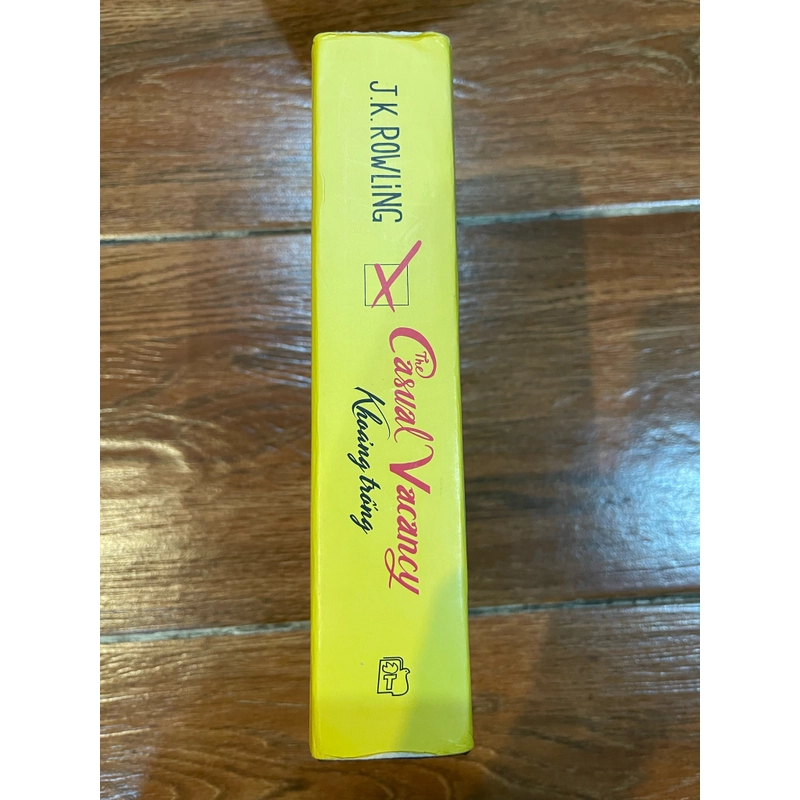 J.K. ROWLiNG
The Casual Vacancy
Khoảng trống